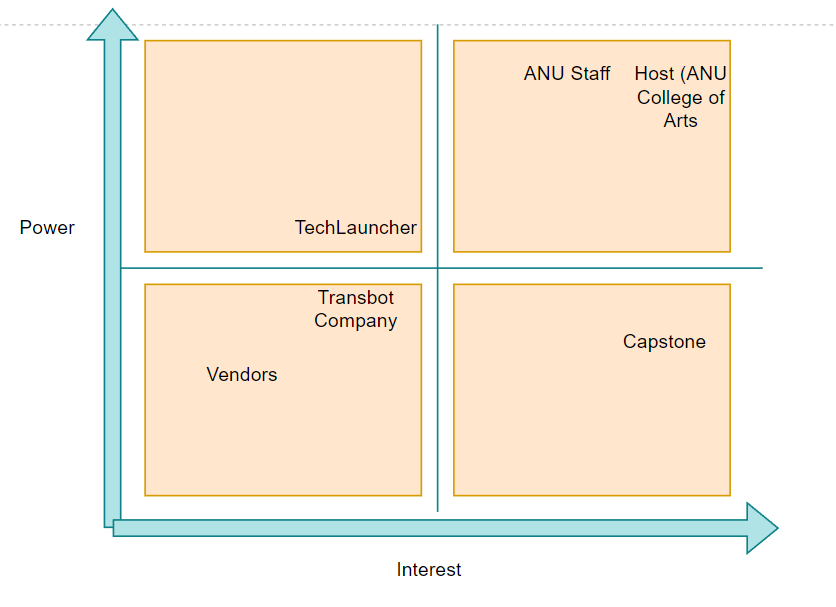 ANU Staff
Host (ANU
College of
Arts
Power
TechLauncher
Transbot
Company
Capstone
Vendors
Interest